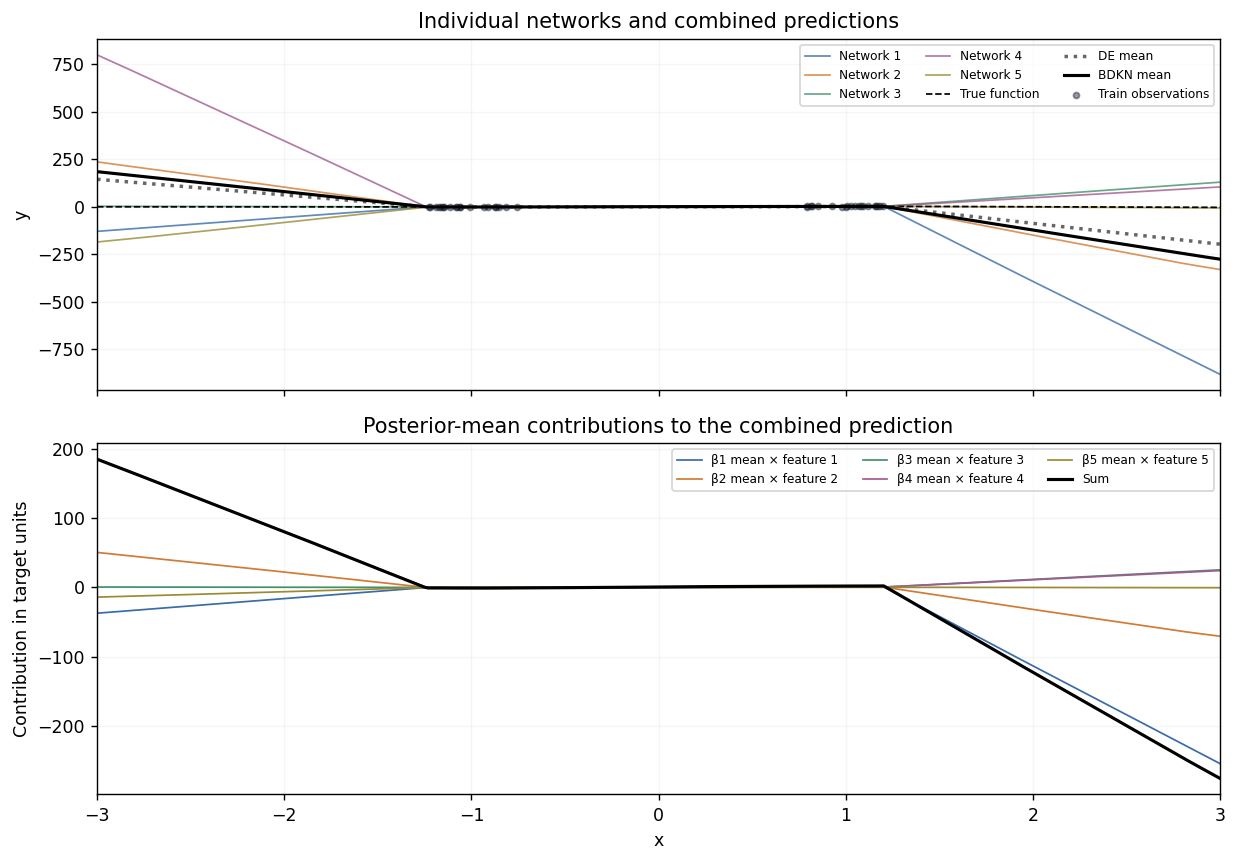 Individual networks and combined predictions
Network 1 Network 4 DE mean
Network 2 Network 5 BDKN mean
Network 3 True function Train observations
750
500
250
0
−250
−500
−750
y
Posterior-mean contributions to the combined prediction
β1 mean × feature 1 β3 mean × feature 3 β5 mean × feature 5
β2 mean × feature 2 β4 mean × feature 4 Sum
200
100
0
−100
−200
Contribution in target units
−3 −2 −1 0 1 2 3
x